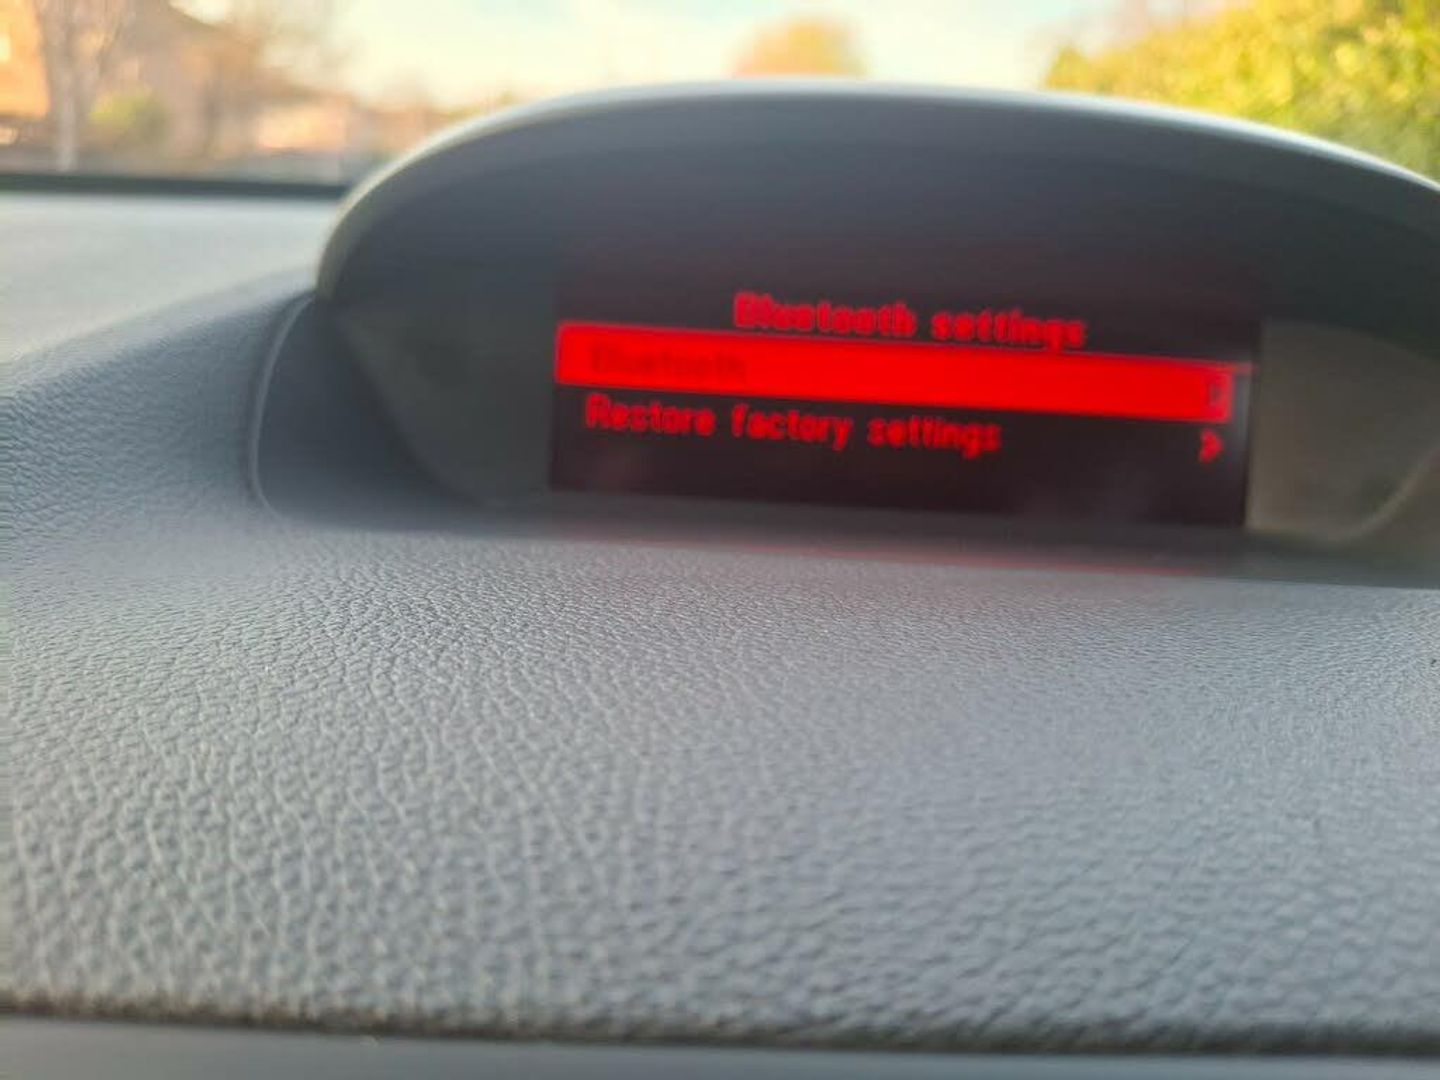 Bluetooth settings
Bluetooth
Restore factory settings >